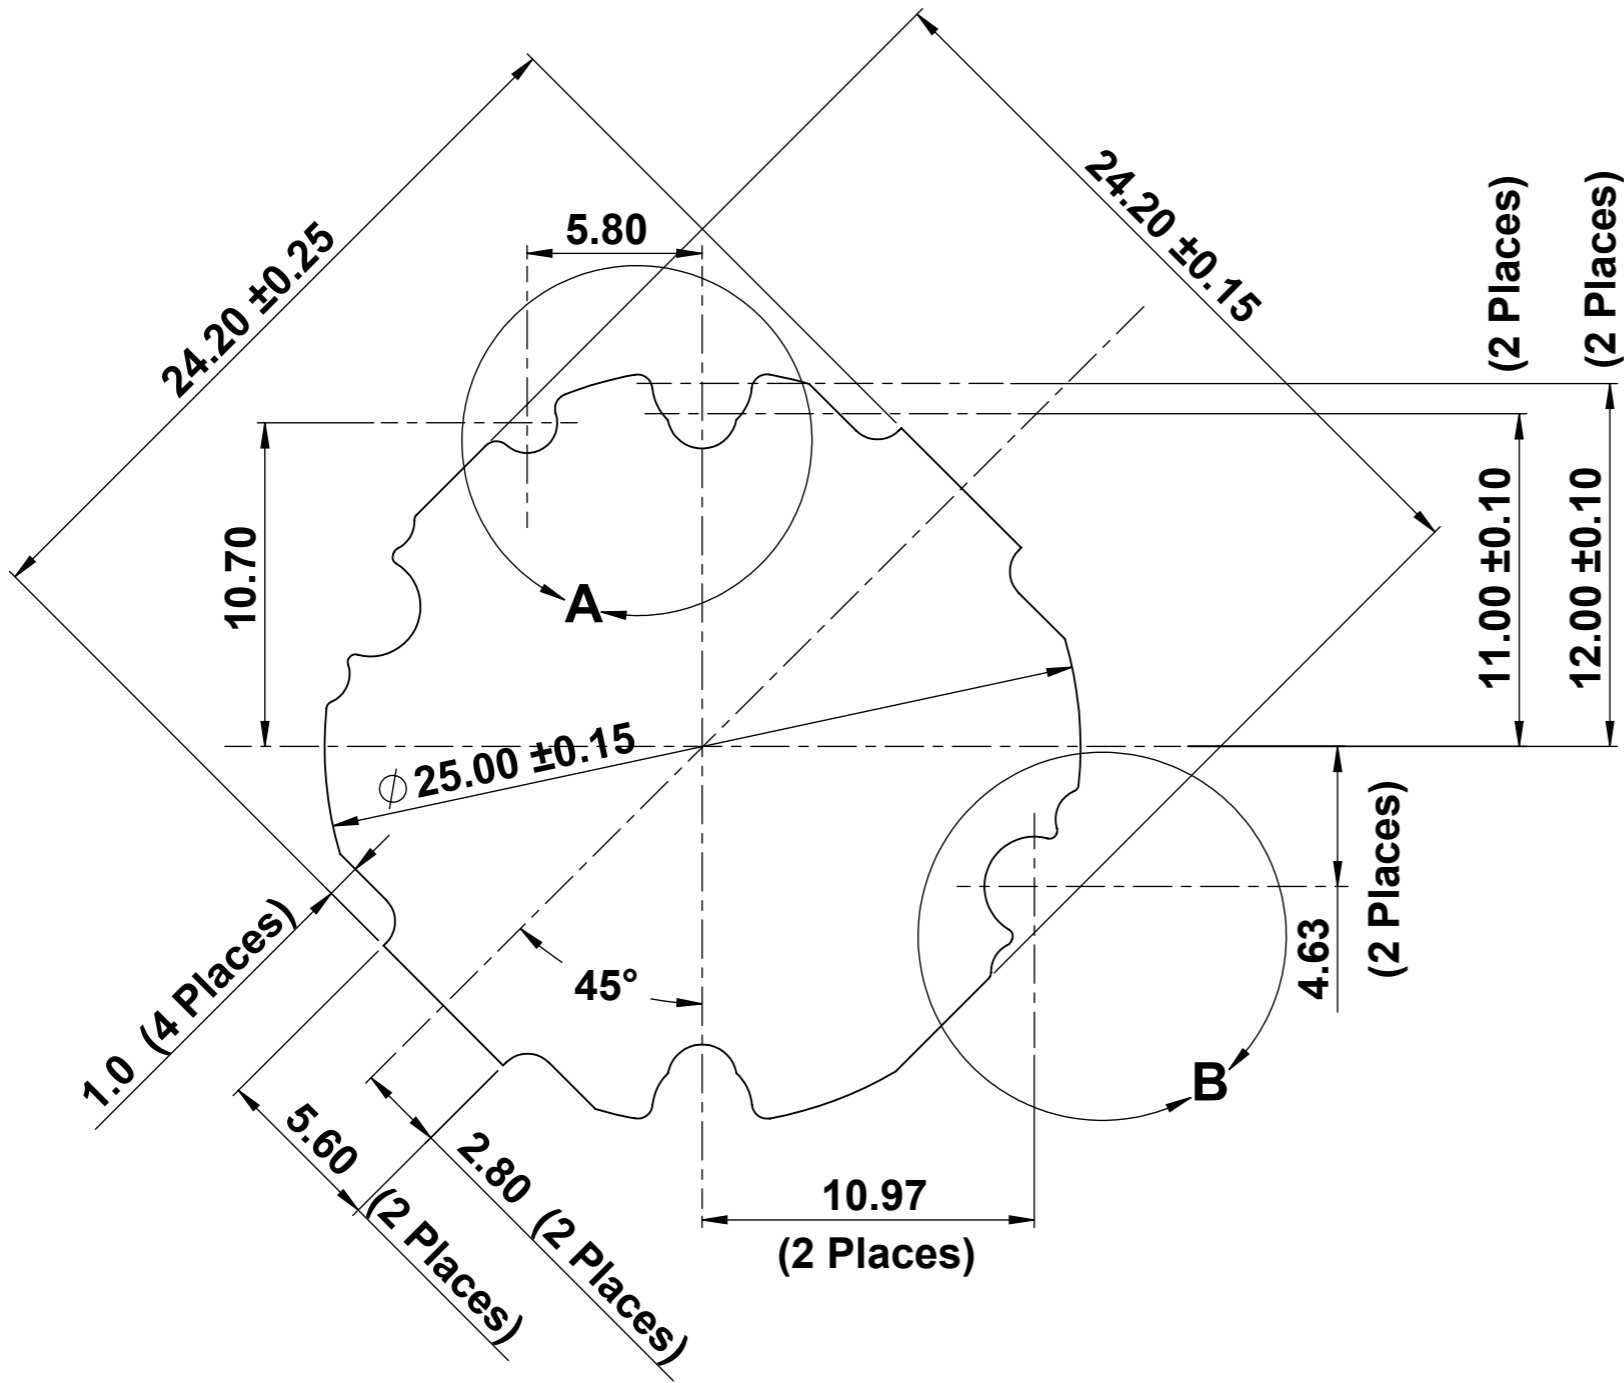 24.20 ±0.25
5.80
24.20 ±0.15
(2 Places)
(2 Places)
10.70
A
11.00 ±0.10
12.00 ±0.10
∅ 25.00 ±0.15
1.0 (4 Places)
45°
4.63
(2 Places)
B
5.60
(2 Places)
2.80 (2 Places)
10.97
(2 Places)